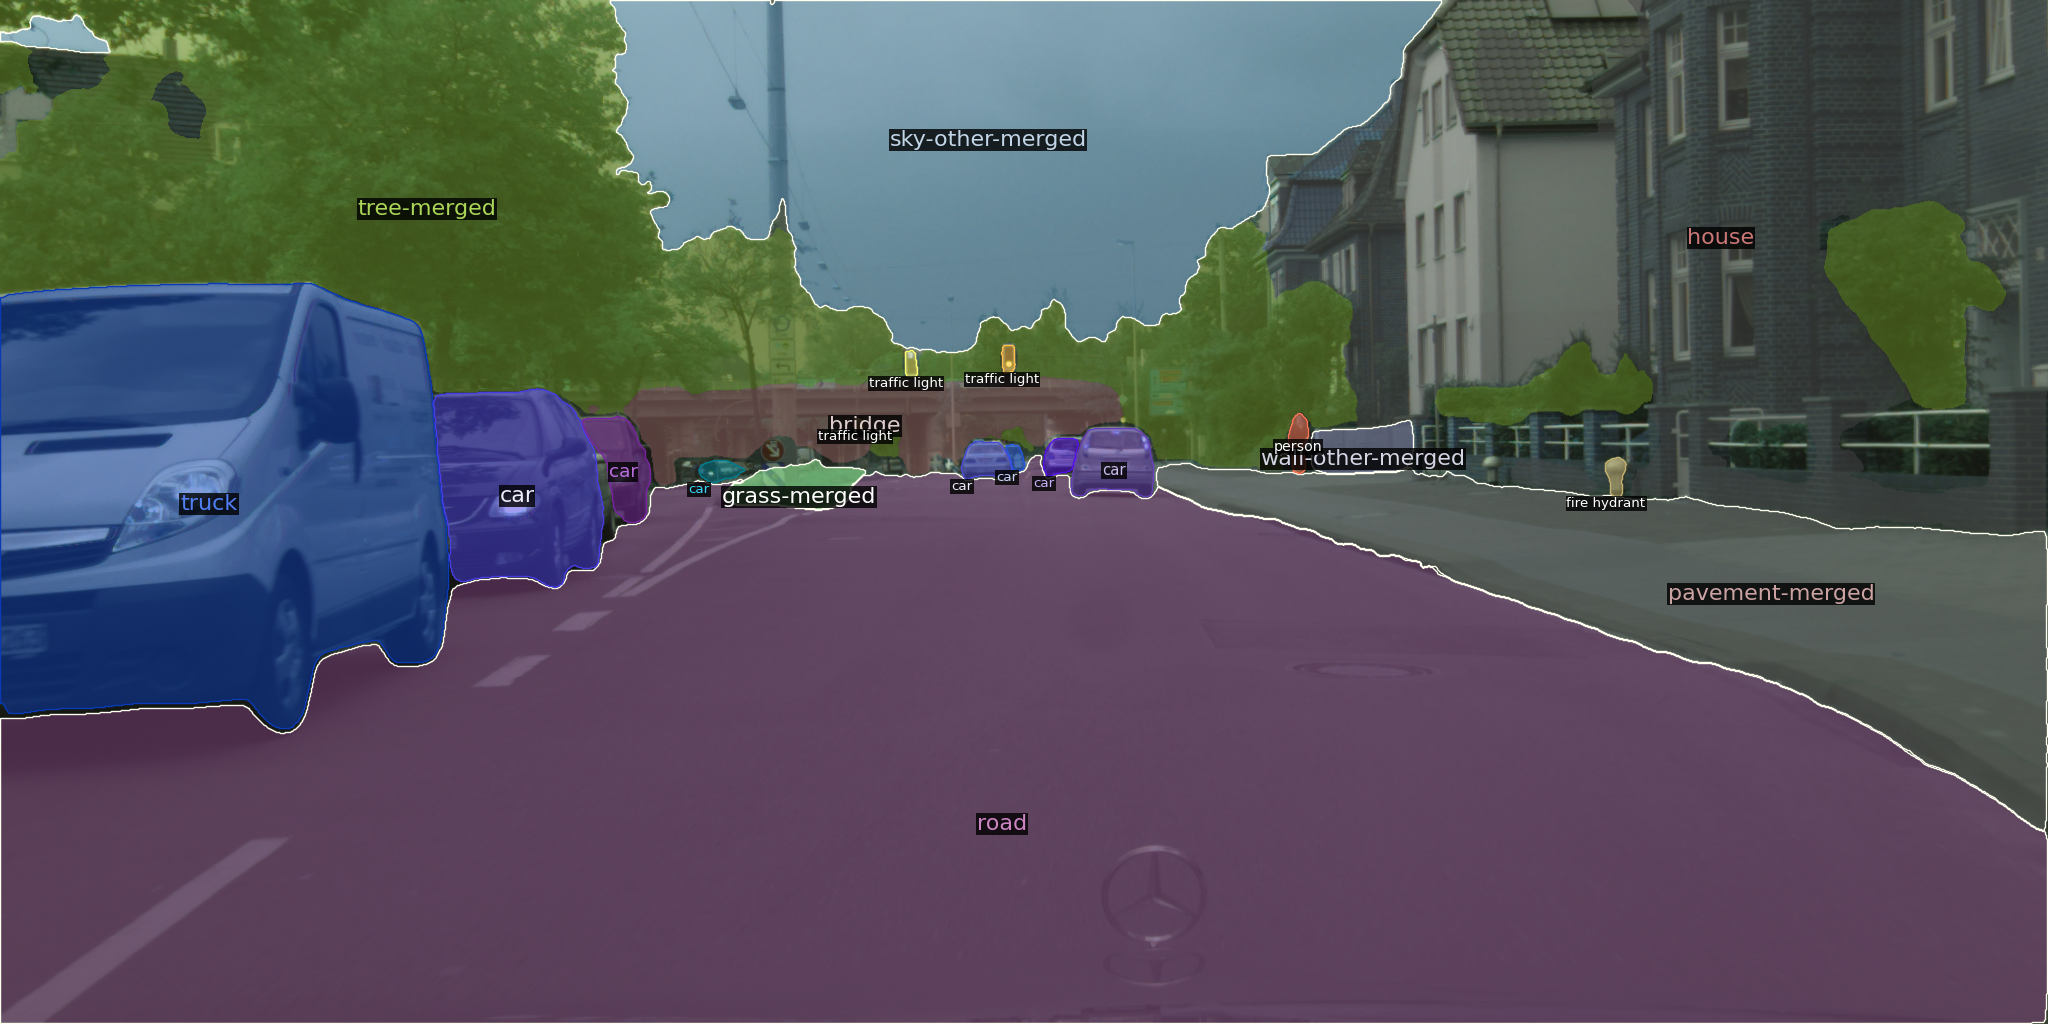 sky-other-merged
tree-merged
house
traffic light
traffic light
bridge
traffic light
person
wall-other-merged
car
car
car
car
car
car
car
truck
grass-merged
fire hydrant
pavement-merged
road